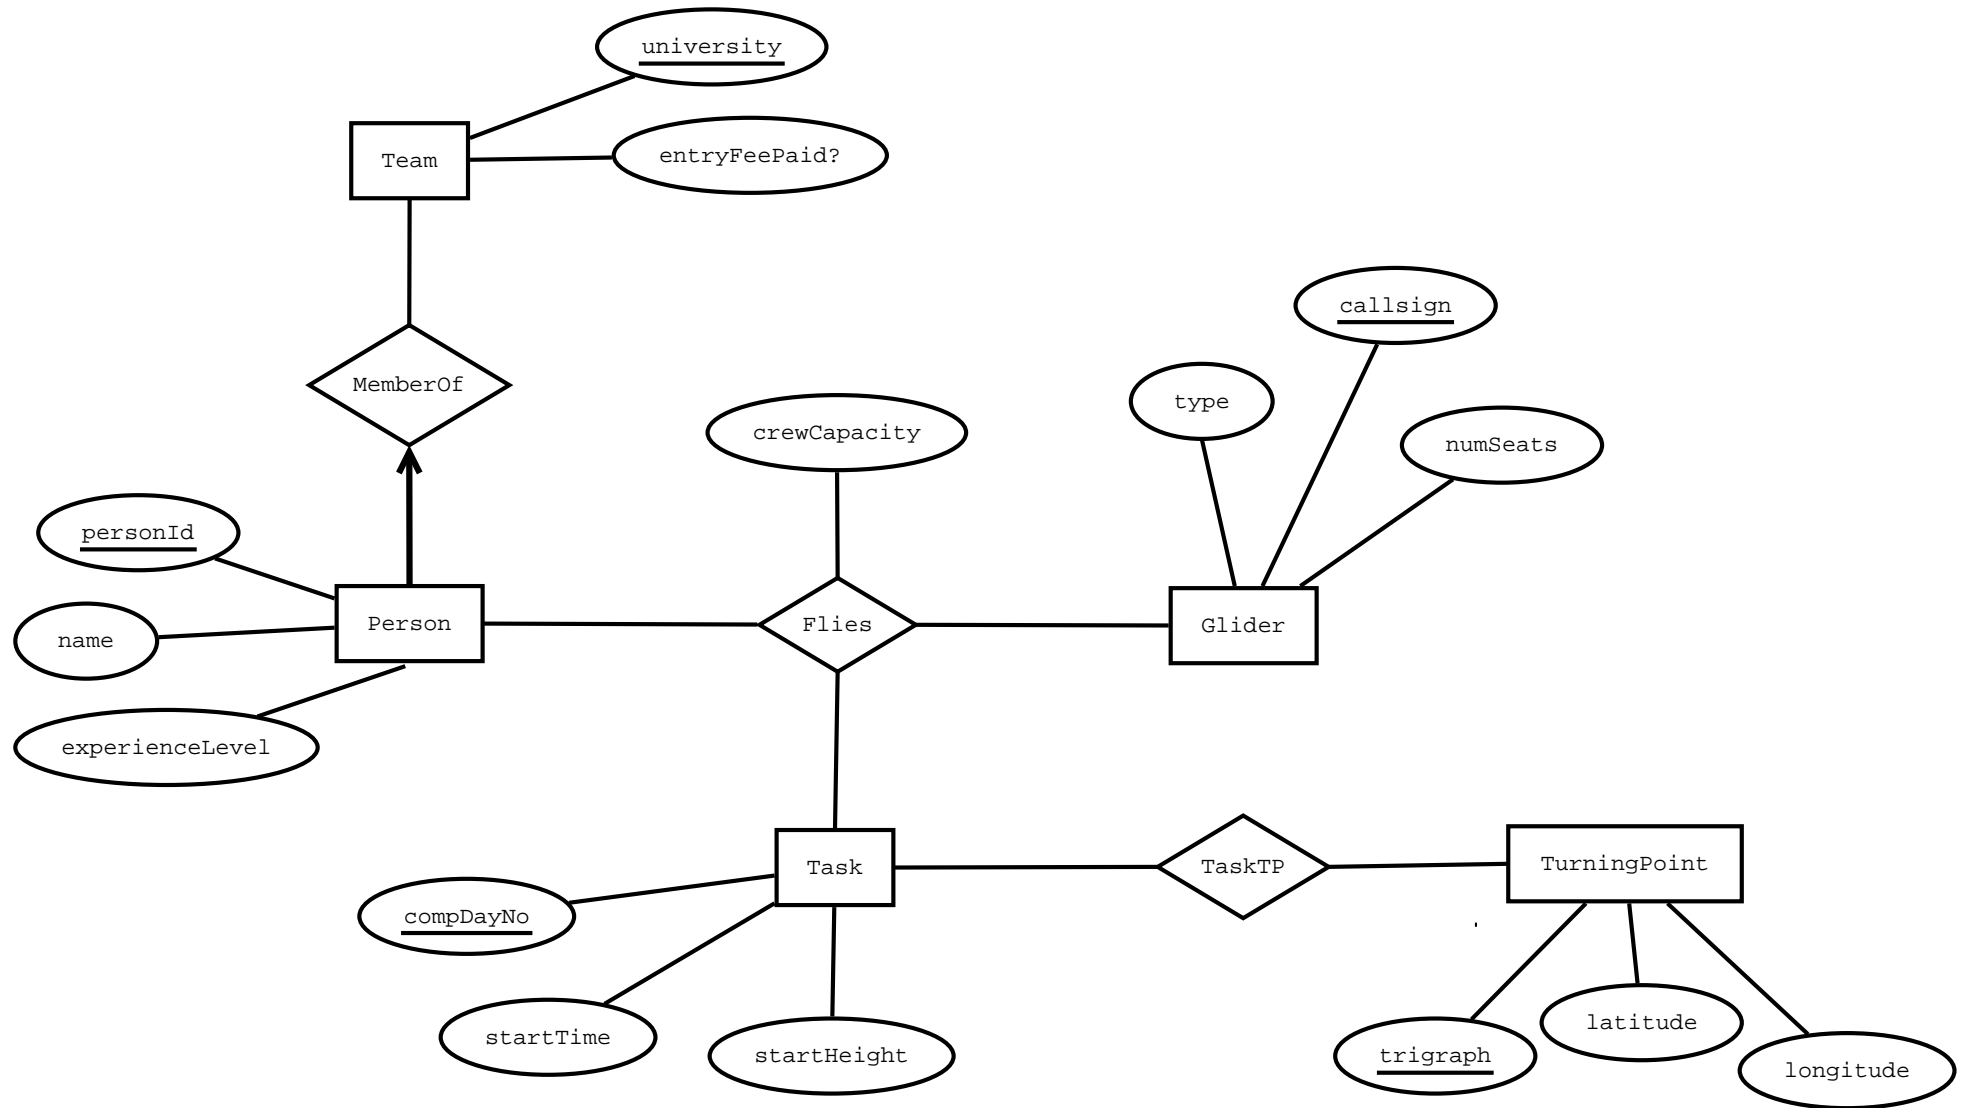 university
Team
entryFeePaid?
callsign
MemberOf
type
crewCapacity
numSeats
personId
Person
Flies
Glider
name
experienceLevel
Task
TaskTP
TurningPoint
compDayNo
startTime
startHeight
trigraph
latitude
longitude